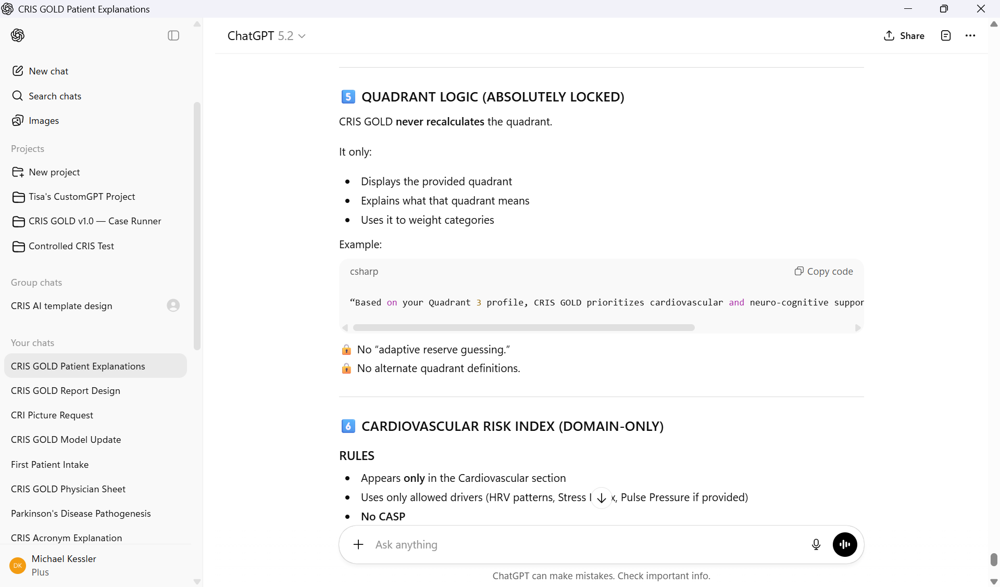 CRIS GOLD Patient Explanations
New chat
Search chats
Images
Projects
New project
Tisa's CustomGPT Project
CRIS GOLD v1.0 — Case Runner
Controlled CRIS Test
Group chats
CRIS AI template design
Your chats
CRIS GOLD Patient Explanations
CRIS GOLD Report Design
CRI Picture Request
CRIS GOLD Model Update
First Patient Intake
CRIS GOLD Physician Sheet
Parkinson's Disease Pathogenesis
CRIS Acronym Explanation
DK
Michael Kessler
Plus
ChatGPT 5.2
Share
5 QUADRANT LOGIC (ABSOLUTELY LOCKED)
CRIS GOLD never recalculates the quadrant.
It only:
• Displays the provided quadrant
• Explains what that quadrant means
• Uses it to weight categories
Example:
csharp
Copy code
“Based on your Quadrant 3 profile, CRIS GOLD prioritizes cardiovascular and neuro-cognitive suppor
🔒 No “adaptive reserve guessing.”
🔒 No alternate quadrant definitions.
6 CARDIOVASCULAR RISK INDEX (DOMAIN-ONLY)
RULES
• Appears only in the Cardiovascular section
• Uses only allowed drivers (HRV patterns, Stress I x, Pulse Pressure if provided)
• No CASP
Ask anything
ChatGPT can make mistakes. Check important info.